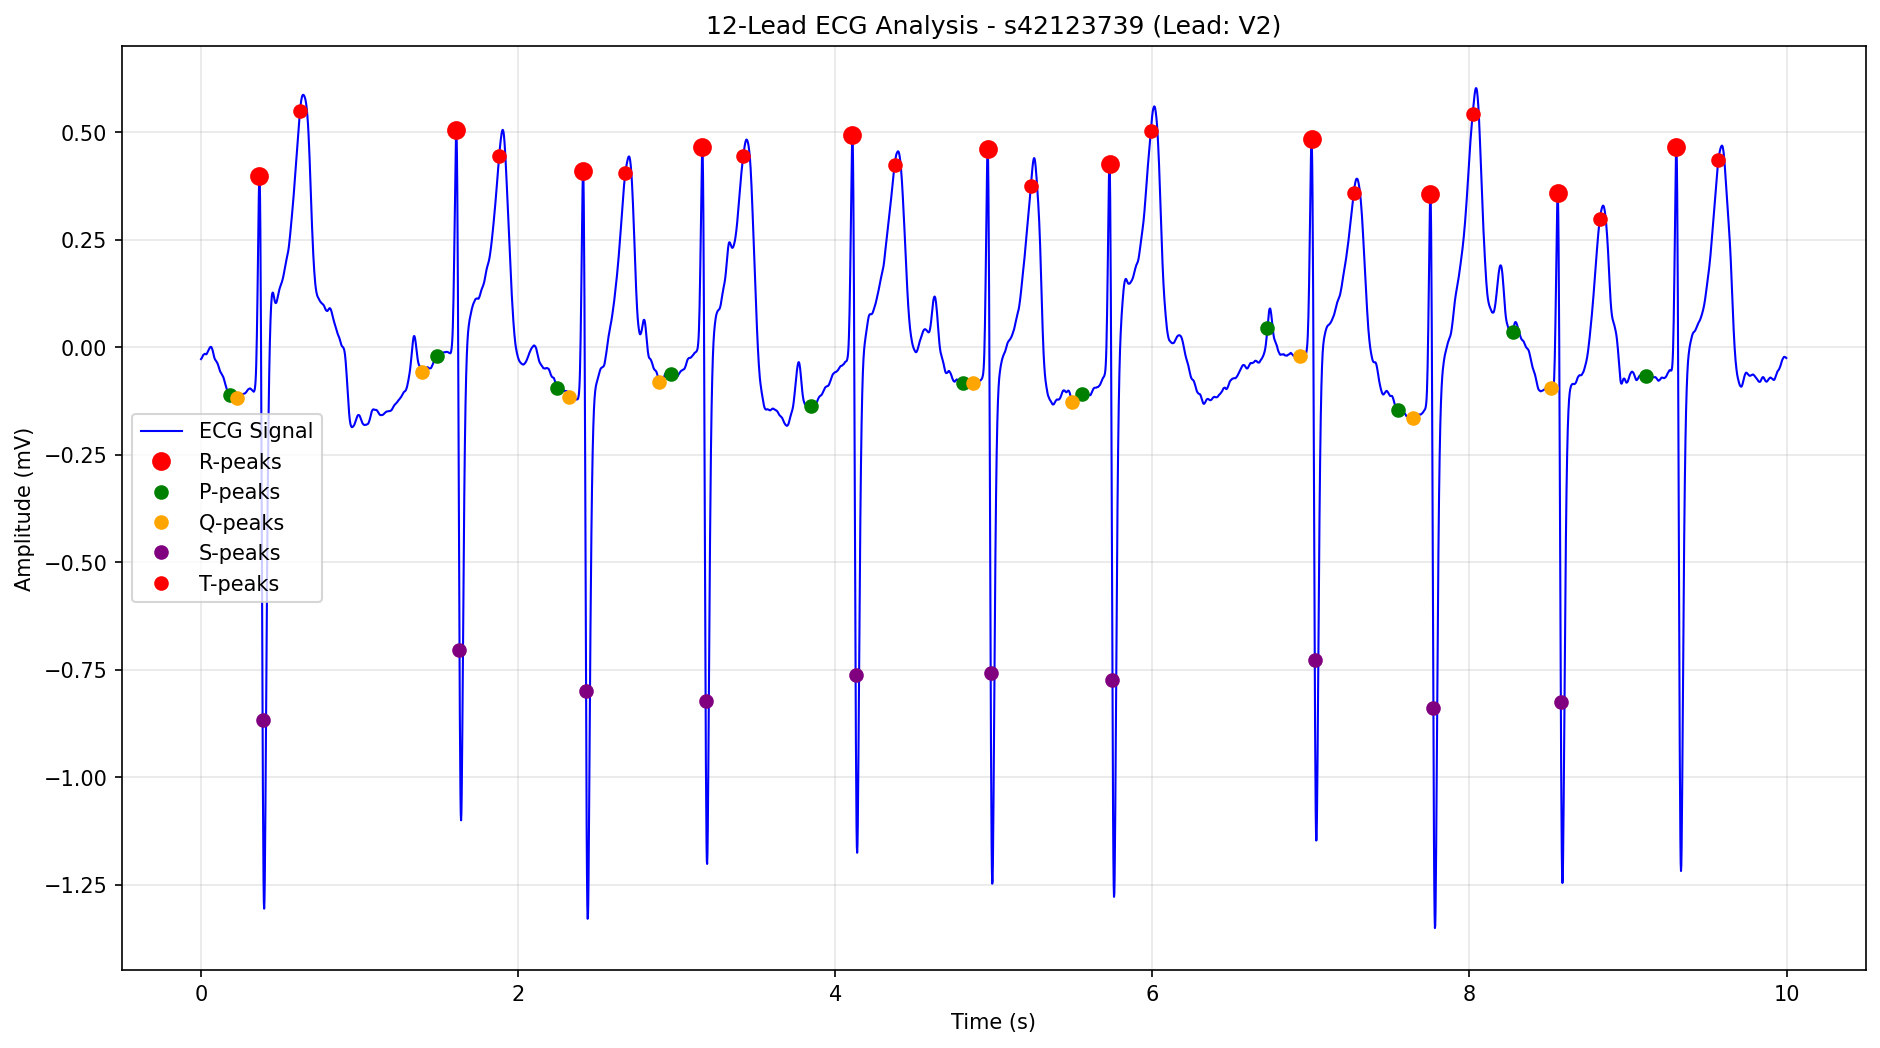 12-Lead ECG Analysis - s42123739 (Lead: V2)
Amplitude (mV)
0.50
0.25
0.00
−0.25
−0.50
−0.75
−1.00
−1.25
ECG Signal
R-peaks
P-peaks
Q-peaks
S-peaks
T-peaks
0 2 4 6 8 10
Time (s)